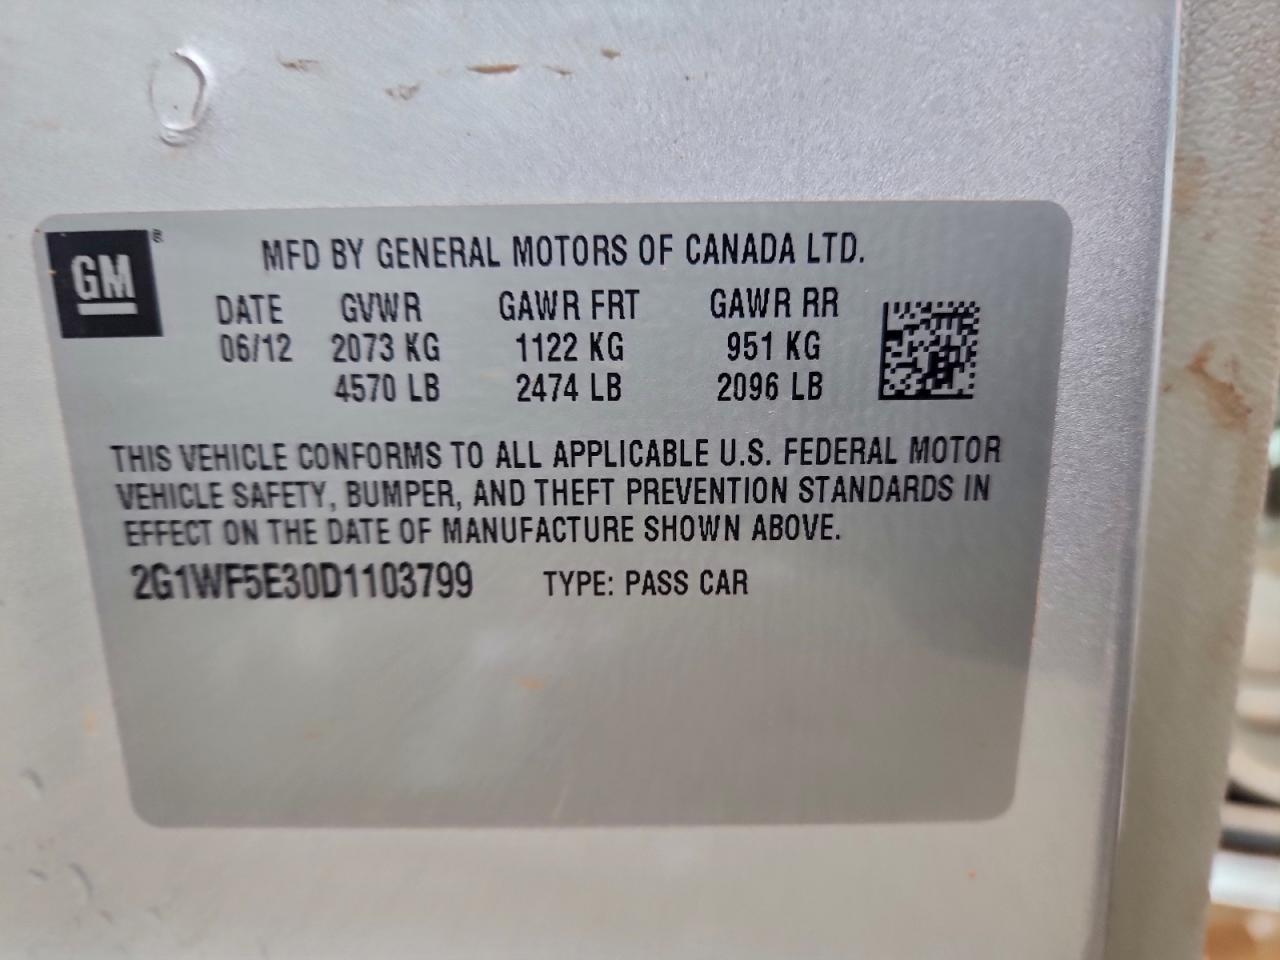 GM®
MFD BY GENERAL MOTORS OF CANADA LTD.
DATE GVWR GAWR FRT GAWR RR
06/12 2073 KG 1122 KG 951 KG
4570 LB 2474 LB 2096 LB
THIS VEHICLE CONFORMS TO ALL APPLICABLE U.S. FEDERAL MOTOR
VEHICLE SAFETY, BUMPER, AND THEFT PREVENTION STANDARDS IN
EFFECT ON THE DATE OF MANUFACTURE SHOWN ABOVE.
2G1WF5E30D1103799 TYPE: PASS CAR